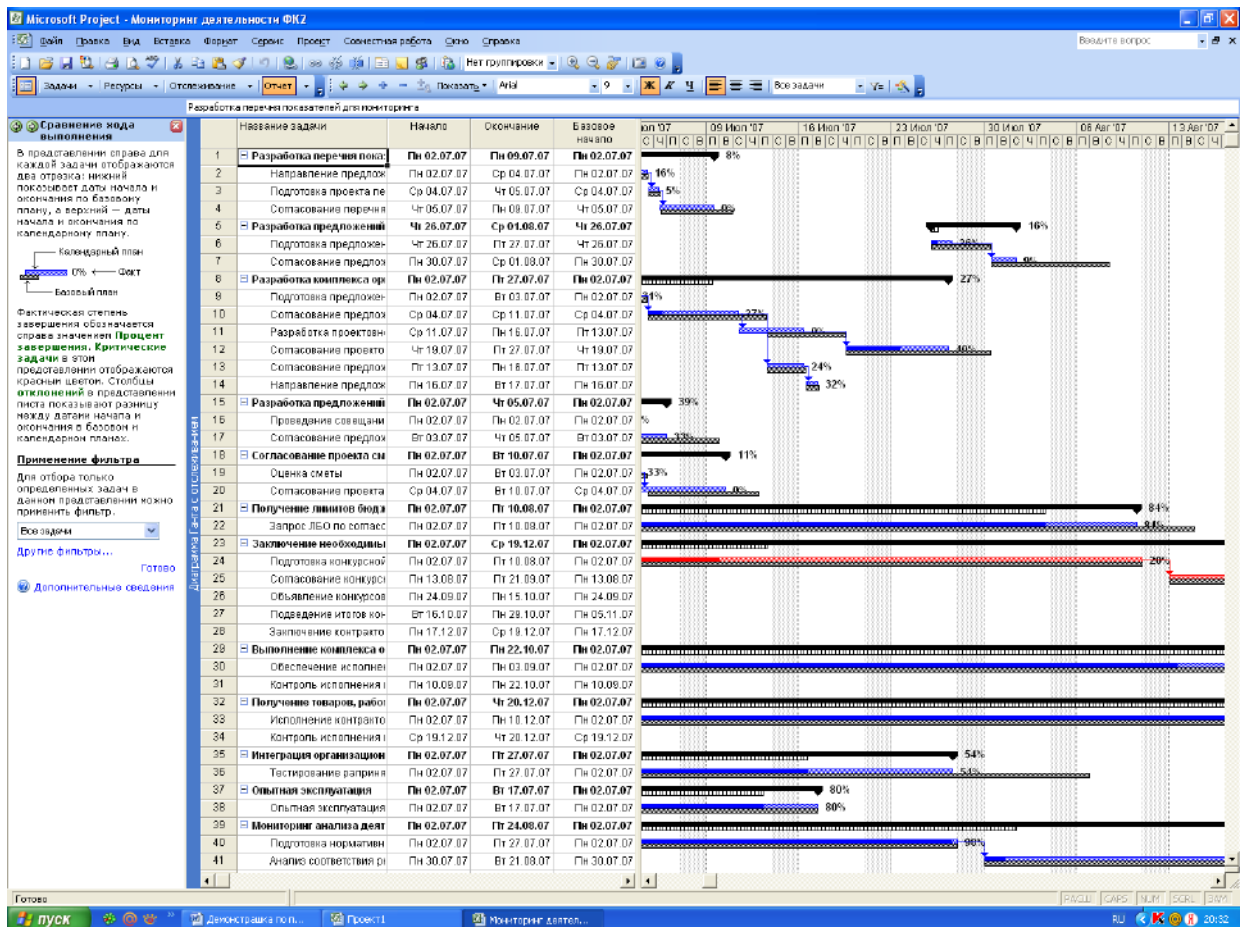 Microsoft Project - Мониторинг деятельности ФК2
Файл Правка Вид Вставка Формат Сервис Проект Совместная работа Окно Справка
Введите вопрос
Нет группировки
Задачи Ресурсы Отслеживание Отчет Показать Arial 9 Ж К Ч Все задачи
Разработка перечня показателей для мониторинга
Сравнение хода выполнения
В представлении справа для
каждой задачи отображаются
два отрезка: нижний
показывает даты начала и
окончания по базовому
плану, а верхний — даты
начала и окончания по
календарному плану.
Календарный план
0% Факт
Базовый план
Фактическая степень
завершения обозначается
справа значением Процент
завершения. Критические
задачи в этом
представлении отображаются
красным цветом. Столбцы
отклонений в представлении
листа показывают разницу
между датами начала и
окончания в базовом и
календарном планах.
Применение фильтра
Для отбора только
определенных задач в
данном представлении можно
применить фильтр.
Все задачи
Другие фильтры...
Готово
Дополнительные сведения
Название задачи Начало Окончание Базовое начало
июл '07 09 Июл '07 16 Июл '07 23 Июл '07 30 Июл '07 06 Авг '07 13 Авг '07
1 Разработка перечня пока: Пн 02.07.07 Пн 09.07.07 Пн 02.07.07 8%
2 Направление предлож Пн 02.07.07 Ср 04.07.07 Пн 02.07.07 16%
3 Подготовка проекта пе Ср 04.07.07 Чт 05.07.07 Ср 04.07.07 5%
4 Согласование перечня Чт 05.07.07 Пн 09.07.07 Чт 05.07.07 0%
5 Разработка предложений Чт 26.07.07 Ср 01.08.07 Чт 26.07.07 16%
6 Подготовка предложен Чт 26.07.07 Пт 27.07.07 Чт 26.07.07 26%
7 Согласование предлож Пн 30.07.07 Ср 01.08.07 Пн 30.07.07 0%
8 Разработка комплекса орг Пн 02.07.07 Пт 27.07.07 Пн 02.07.07 27%
9 Подготовка предложен Пн 02.07.07 Вт 03.07.07 Пн 02.07.07
10 Согласование предлож Ср 04.07.07 Ср 11.07.07 Ср 04.07.07 27%
11 Разработка проектовн Ср 11.07.07 Пн 16.07.07 Пт 13.07.07 0%
12 Согласование проекто Чт 19.07.07 Пт 27.07.07 Чт 19.07.07 40%
13 Согласование предлож Пт 13.07.07 Пн 16.07.07 Пт 13.07.07 24%
14 Направление предлож Пн 16.07.07 Вт 17.07.07 Пн 16.07.07 32%
15 Разработка предложений Пн 02.07.07 Чт 05.07.07 Пн 02.07.07 39%
16 Проведение совещани Пн 02.07.07 Пн 02.07.07 Пн 02.07.07 %
17 Согласование предлож Вт 03.07.07 Чт 05.07.07 Вт 03.07.07 33%
18 Согласование проекта см Пн 02.07.07 Вт 10.07.07 Пн 02.07.07 11%
19 Оценка сметы Пн 02.07.07 Вт 03.07.07 Пн 02.07.07 33%
20 Согласование проекта Ср 04.07.07 Вт 10.07.07 Ср 04.07.07 0%
21 Получение лимитов бюдж Пн 02.07.07 Пт 10.08.07 Пн 02.07.07 84%
22 Запрос ЛБО по соглас Пн 02.07.07 Пт 10.08.07 Пн 02.07.07 84%
23 Заключение необходимы Пн 02.07.07 Ср 19.12.07 Пн 02.07.07
24 Подготовка конкурсной Пн 02.07.07 Пт 10.08.07 Пн 02.07.07 20%
25 Согласование конкурс Пн 13.08.07 Пт 21.09.07 Пн 13.08.07
26 Объявление конкурсов Пн 24.09.07 Пн 15.10.07 Пн 24.09.07
27 Подведение итогов кон Вт 16.10.07 Пн 29.10.07 Пн 05.11.07
28 Заключение контракто Пн 17.12.07 Ср 19.12.07 Пн 17.12.07
29 Выполнение комплекса о Пн 02.07.07 Пн 22.10.07 Пн 02.07.07
30 Обеспечение исполнен Пн 02.07.07 Пн 03.09.07 Пн 02.07.07
31 Контроль исполнения Пн 10.09.07 Пн 22.10.07 Пн 10.09.07
32 Получение товаров, рабо Пн 02.07.07 Чт 20.12.07 Пн 02.07.07
33 Исполнение контракто Пн 02.07.07 Пн 10.12.07 Пн 02.07.07
34 Контроль исполнения Ср 19.12.07 Чт 20.12.07 Ср 19.12.07
35 Интеграция организацион Пн 02.07.07 Пт 27.07.07 Пн 02.07.07 54%
36 Тестирование раприня Пн 02.07.07 Пт 27.07.07 Пн 02.07.07 54%
37 Опытная эксплуатация Пн 02.07.07 Вт 17.07.07 Пн 02.07.07 80%
38 Опытная эксплуатация Пн 02.07.07 Вт 17.07.07 Пн 02.07.07 80%
39 Мониторинг анализа деят Пн 02.07.07 Пт 24.08.07 Пн 02.07.07
40 Подготовка нормативн Пн 02.07.07 Пт 27.07.07 Пн 02.07.07 90%
41 Анализ соответствия Пн 30.07.07 Вт 21.08.07 Пн 30.07.07
Готово
РАСШ CAPS NUM SCRL ЗАМ
пуск Демонстрашка по п... Проект1 Мониторинг деятел... RU 20:32